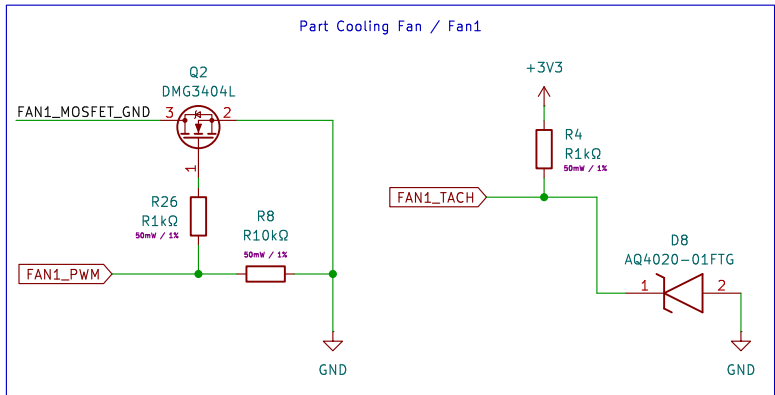 Part Cooling Fan / Fan1
Q2
DMG3404L
FAN1_MOSFET_GND
3
2
1
R26
R1kΩ
50mW / 1%
R8
R10kΩ
50mW / 1%
FAN1_PWM
GND
+3V3
R4
R1kΩ
50mW / 1%
FAN1_TACH
D8
AQ4020-01FTG
1
2
GND